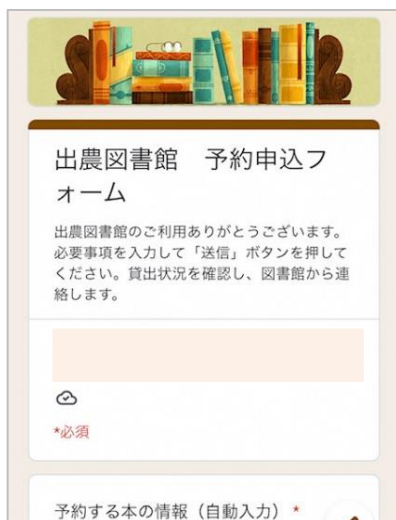 出農図書館　予約申込フ
ォーム
出農図書館のご利用ありがとうございます。
必要事項を入力して「送信」ボタンを押して
ください。貸出状況を確認し、図書館から連
絡します。
*必須
予約する本の情報（自動入力） *